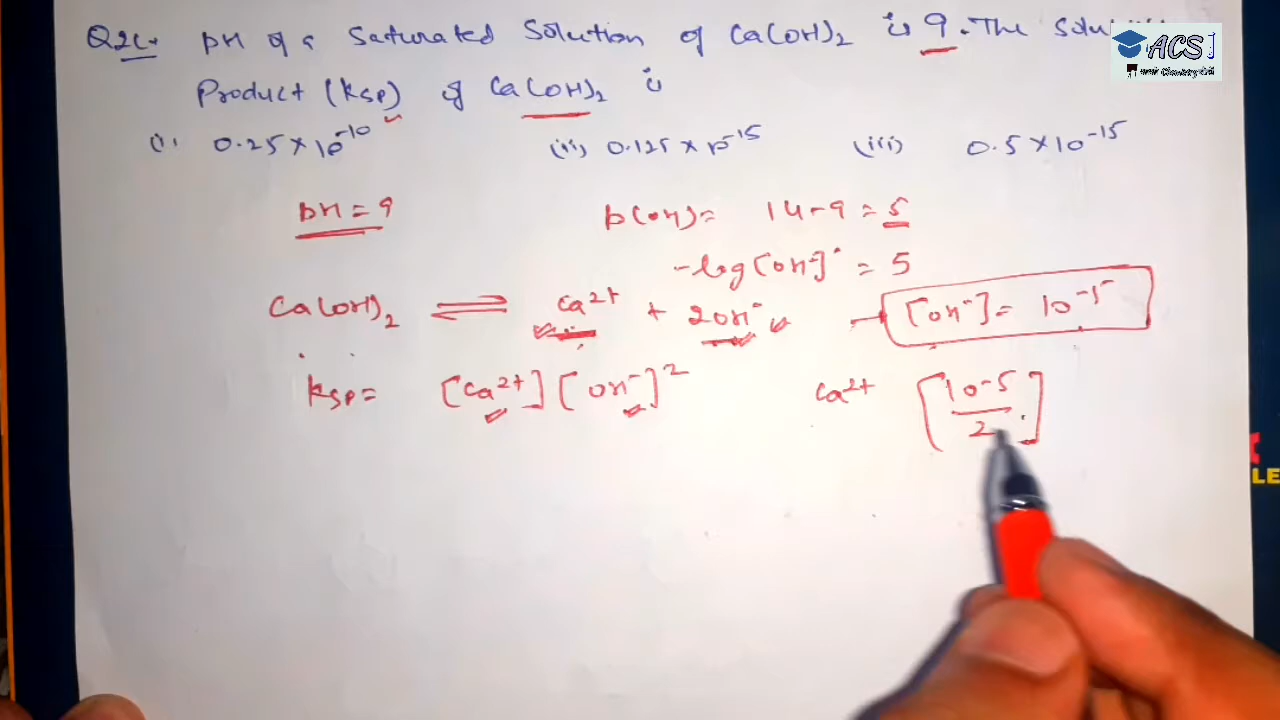 Q2(. pH of a Saturated Solution of Ca(OH)2 is 9. The
ACS
Product (KSP) of Ca(OH)2 is
(i). 0.25×10^-10 (ii) 0.125×10^-15 (iii) 0.5×10^-15
pH = 9 p(OH) = 14-9 = 5
-log[OH-] = 5
Ca(OH)2 ⇌ Ca2+ + 2OH- → [OH-] = 10^-5
KSP = [Ca2+][OH-]^2 Ca2+ [10^-5/2]
LE